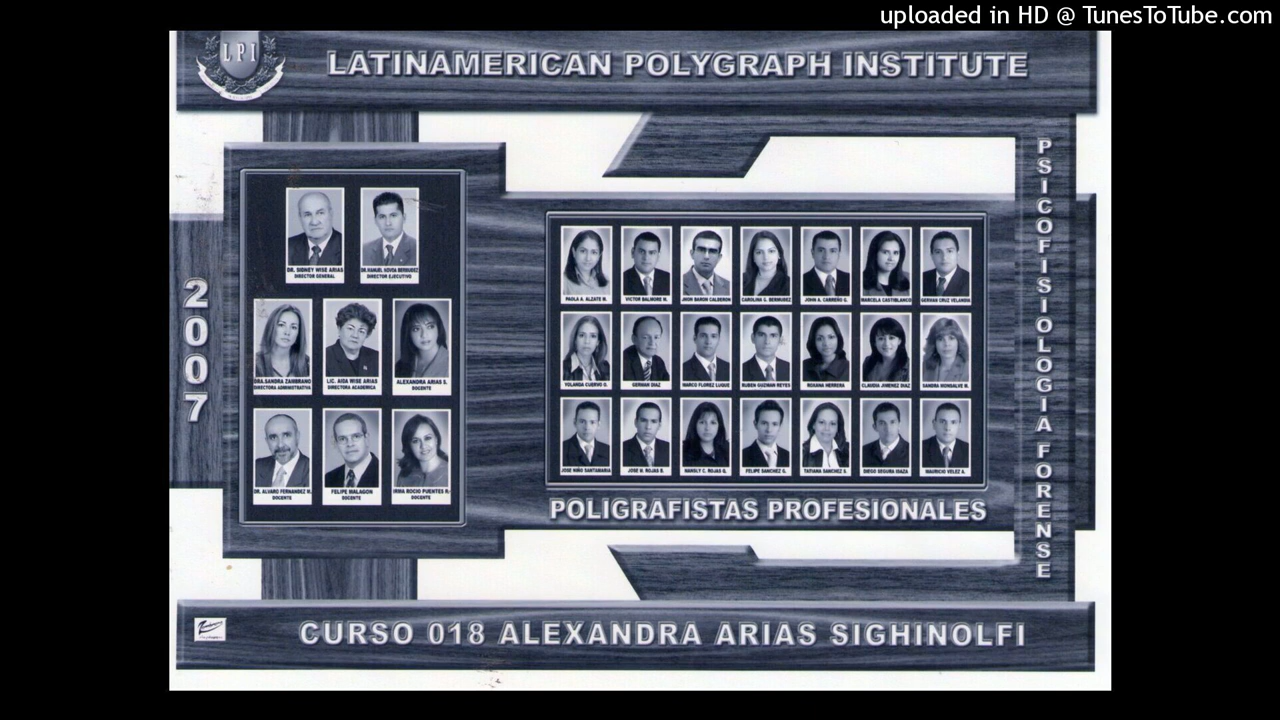 uploaded in HD @ TunesToTube.com
LPI
LATINAMERICAN POLYGRAPH INSTITUTE
2007
DR. SIDNEY WISE ARIAS
DIRECTOR GENERAL
DR. MANUEL NOVOA BERMUDEZ
DIRECTOR EJECUTIVO
DRA. SANDRA ZAMBRANO
DIRECTORA ADMINISTRATIVA
LIC. AIDA WISE ARIAS
DIRECTORA ACADEMICA
ALEXANDRA ARIAS S.
DOCENTE
DR. ALVARO FERNANDEZ M.
DOCENTE
FELIPE MALAGON
DOCENTE
IRMA ROCIO PUENTES R.
DOCENTE
PAOLA A. ALZATE M.
VICTOR BALMORE M.
JHON BARON CALDERON
CAROLINA G. BERMUDEZ
JOHN A. CARREÑO G.
MARCELA CASTIBLANCO
GERMAN CRUZ VELANDIA
YOLANDA CUERVO G.
GERMAN DIAZ
MARCO FLOREZ LUQUE
RUBEN GUZMAN REYES
ROXANA HERRERA
CLAUDIA JIMENEZ DIAZ
SANDRA MONSALVE M.
JOSE NIÑO SANTAMARIA
JOSE M. ROJAS B.
NANSLY C. ROJAS Q.
FELIPE SANCHEZ G.
TATIANA SANCHEZ S.
DIEGO SEGURA ISAZA
MAURICIO VELEZ A.
POLIGRAFISTAS PROFESIONALES
PSICOFISIOLOGIA FORENSE
CURSO 018 ALEXANDRA ARIAS SIGHINOLFI